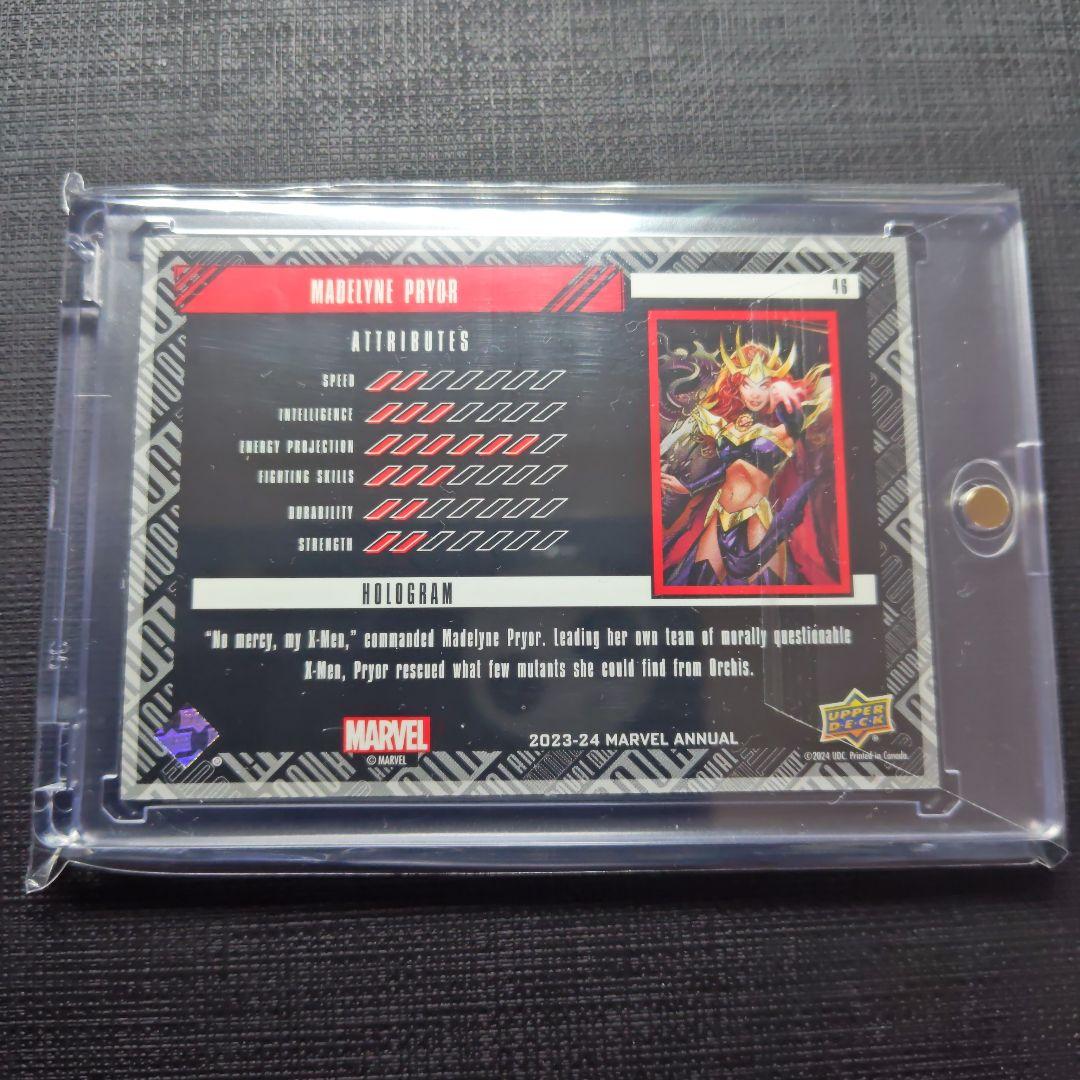 MADELYNE PRYOR
46
ATTRIBUTES
SPEED
INTELLIGENCE
ENERGY PROJECTION
FIGHTING SKILLS
DURABILITY
STRENGTH
HOLOGRAM
“No mercy, my X-Men,” commanded Madelyne Pryor. Leading her own team of morally questionable
X-Men, Pryor rescued what few mutants she could find from Orchis.
MARVEL
© MARVEL
2023-24 MARVEL ANNUAL
UPPER
D·E·C·K
©2024 UDC. Printed in Canada.